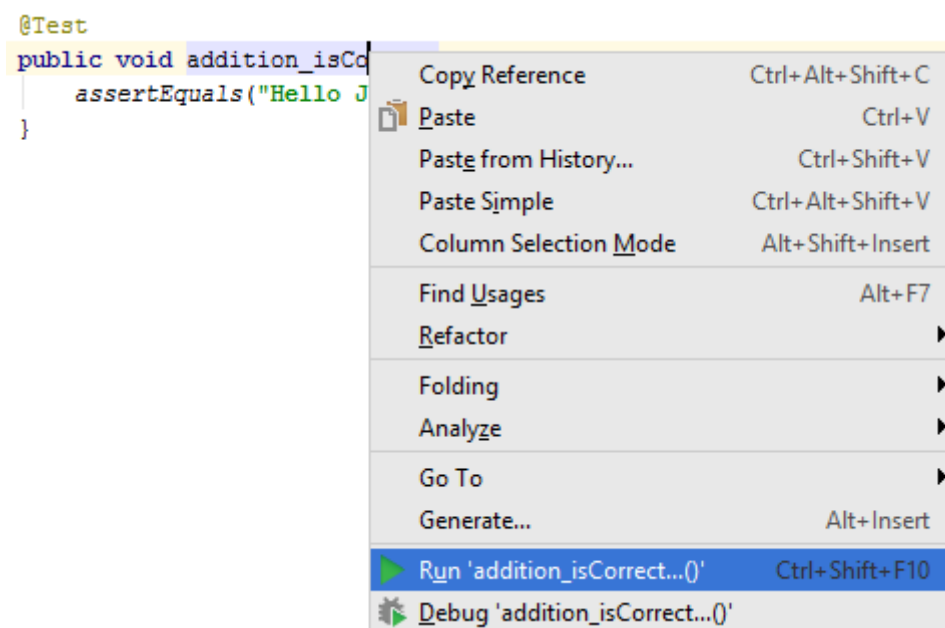 @Test
public void addition_isCo
assertEquals("Hello J
}
Copy Reference Ctrl+Alt+Shift+C
Paste Ctrl+V
Paste from History... Ctrl+Shift+V
Paste Simple Ctrl+Alt+Shift+V
Column Selection Mode Alt+Shift+Insert
Find Usages Alt+F7
Refactor
Folding
Analyze
Go To
Generate... Alt+Insert
Run 'addition_isCorrect...()' Ctrl+Shift+F10
Debug 'addition_isCorrect...()'